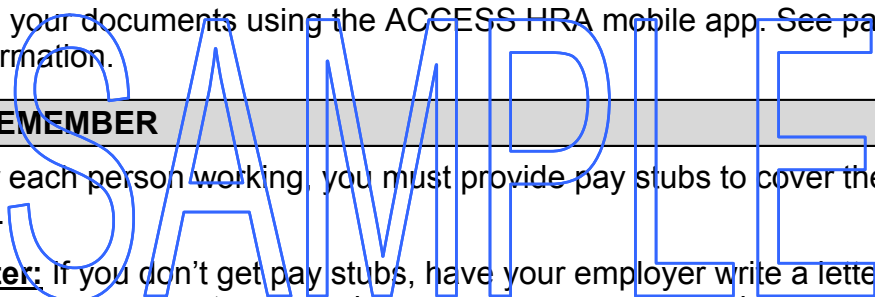 your documents using the ACCESS HRA mobile app. See pa
rmation.
EMEMBER
each person working, you must provide pay stubs to cover the
ter: If you don't get pay stubs, have your employer write a lette
SAMPLE